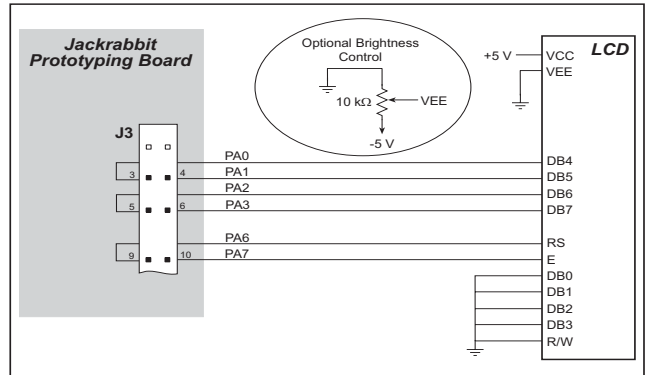 Jackrabbit
Prototyping Board
Optional Brightness
Control
10 kΩ
VEE
-5 V
+5 V
VCC
LCD
VEE
J3
PA0
DB4
3
4
PA1
DB5
PA2
DB6
5
6
PA3
DB7
PA6
RS
9
10
PA7
E
DB0
DB1
DB2
DB3
R/W